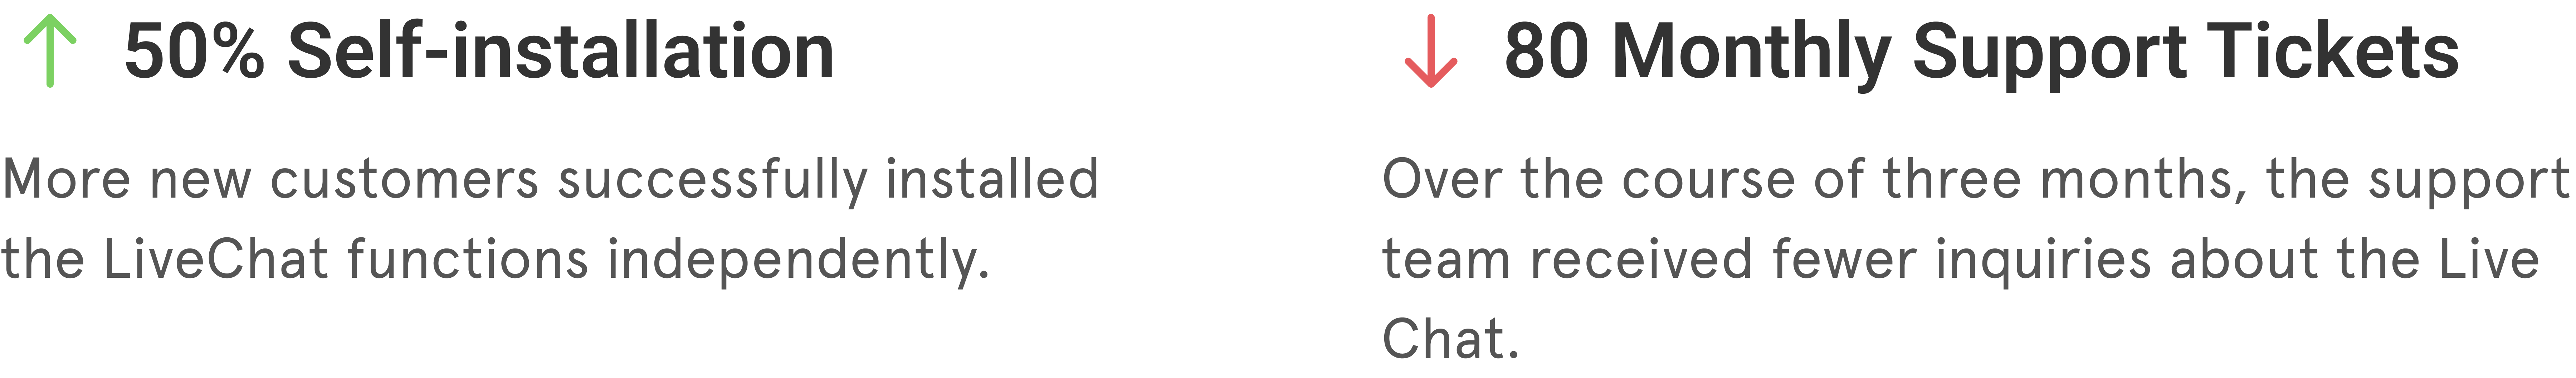 50% Self-installation
More new customers successfully installed
the LiveChat functions independently.
80 Monthly Support Tickets
Over the course of three months, the support
team received fewer inquiries about the Live
Chat.